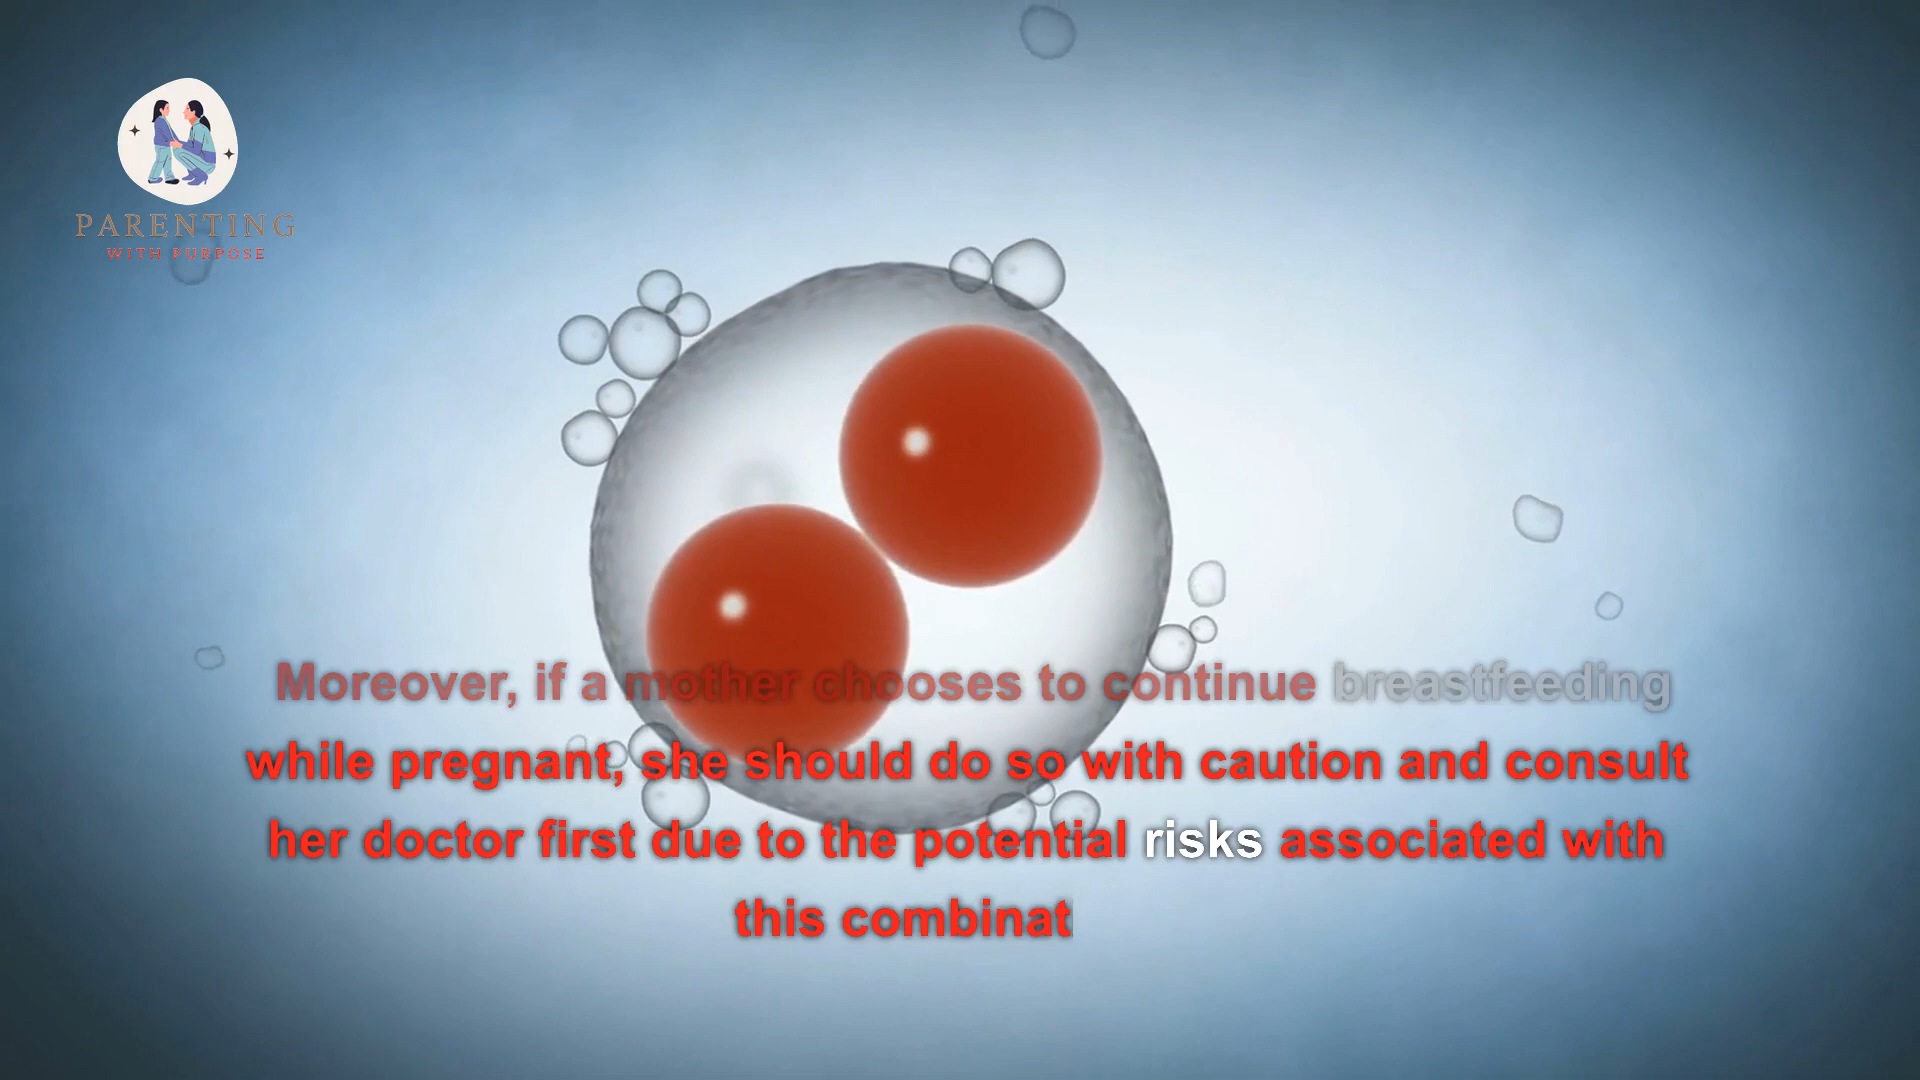 PARENTING
WITH PURPOSE
Moreover, if a mother chooses to continue breastfeeding
while pregnant, she should do so with caution and consult
her doctor first due to the potential risks associated with
this combinat